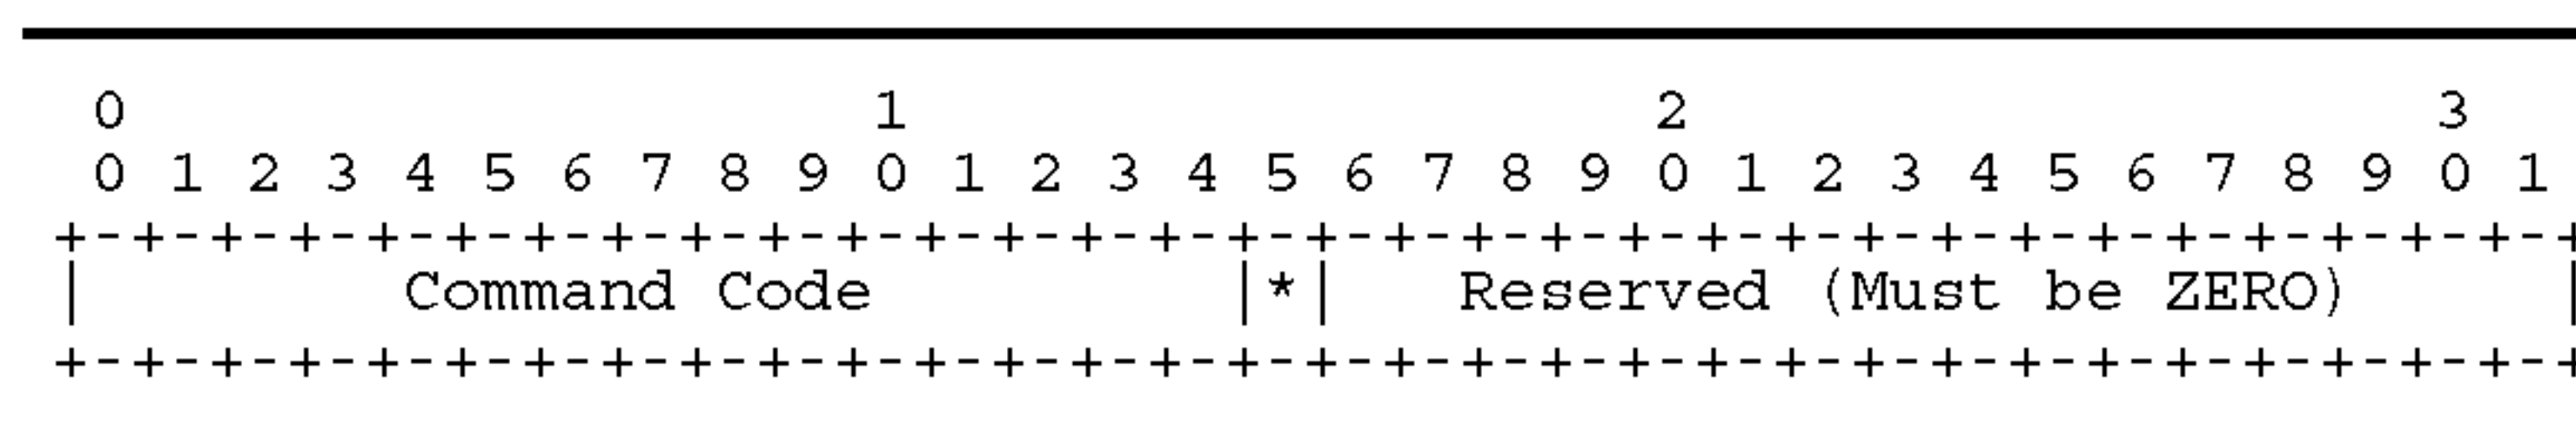 0                   1                   2                   3
 0 1 2 3 4 5 6 7 8 9 0 1 2 3 4 5 6 7 8 9 0 1 2 3 4 5 6 7 8 9 0 1
+-+-+-+-+-+-+-+-+-+-+-+-+-+-+-+-+-+-+-+-+-+-+-+-+-+-+-+-+-+-+-+-+
|        Command Code         |*|   Reserved (Must be ZERO)     |
+-+-+-+-+-+-+-+-+-+-+-+-+-+-+-+-+-+-+-+-+-+-+-+-+-+-+-+-+-+-+-+-+